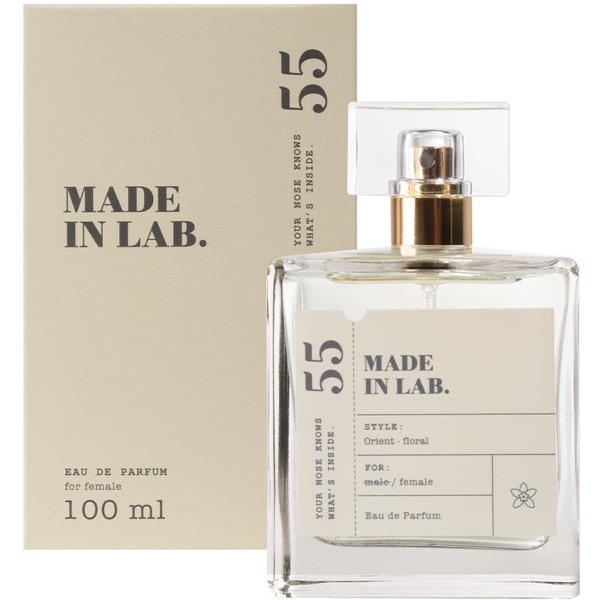 55
YOUR NOSE KNOWS
WHAT'S INSIDE.
MADE
IN LAB.
EAU DE PARFUM
for female
100 ml
55
YOUR NOSE KNOWS
WHAT'S INSIDE.
MADE
IN LAB.
STYLE:
Orient - floral
FOR:
male / female
Eau de Parfum